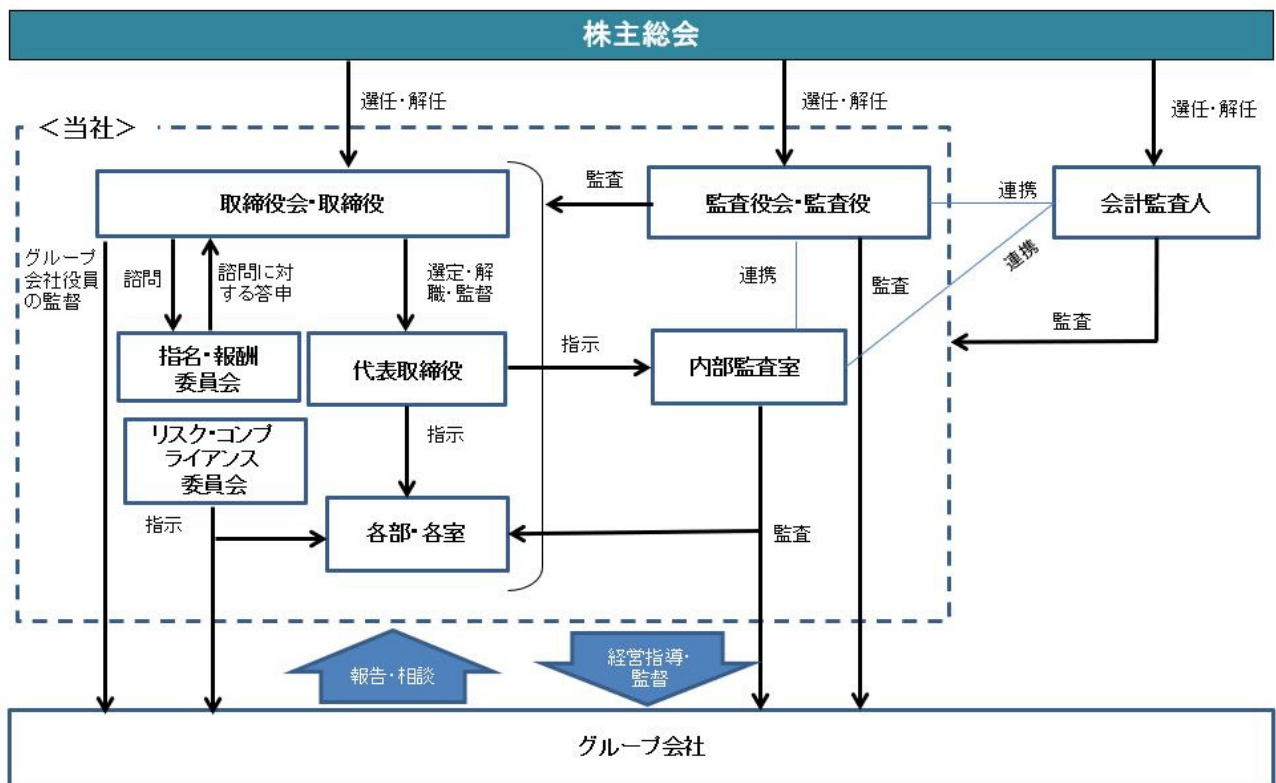 株主総会
選任・解任
選任・解任
選任・解任
<当社>
取締役会・取締役
監査
監査役会・監査役
連携
会計監査人
グループ
会社役員
の監督
諮問
諮問に対
する答申
選定・解
職・監督
連携
監査
連携
監査
指名・報酬
委員会
代表取締役
指示
内部監査室
リスク・コンプ
ライアンス
委員会
指示
指示
各部・各室
監査
報告・相談
経営指導・
監督
グループ会社